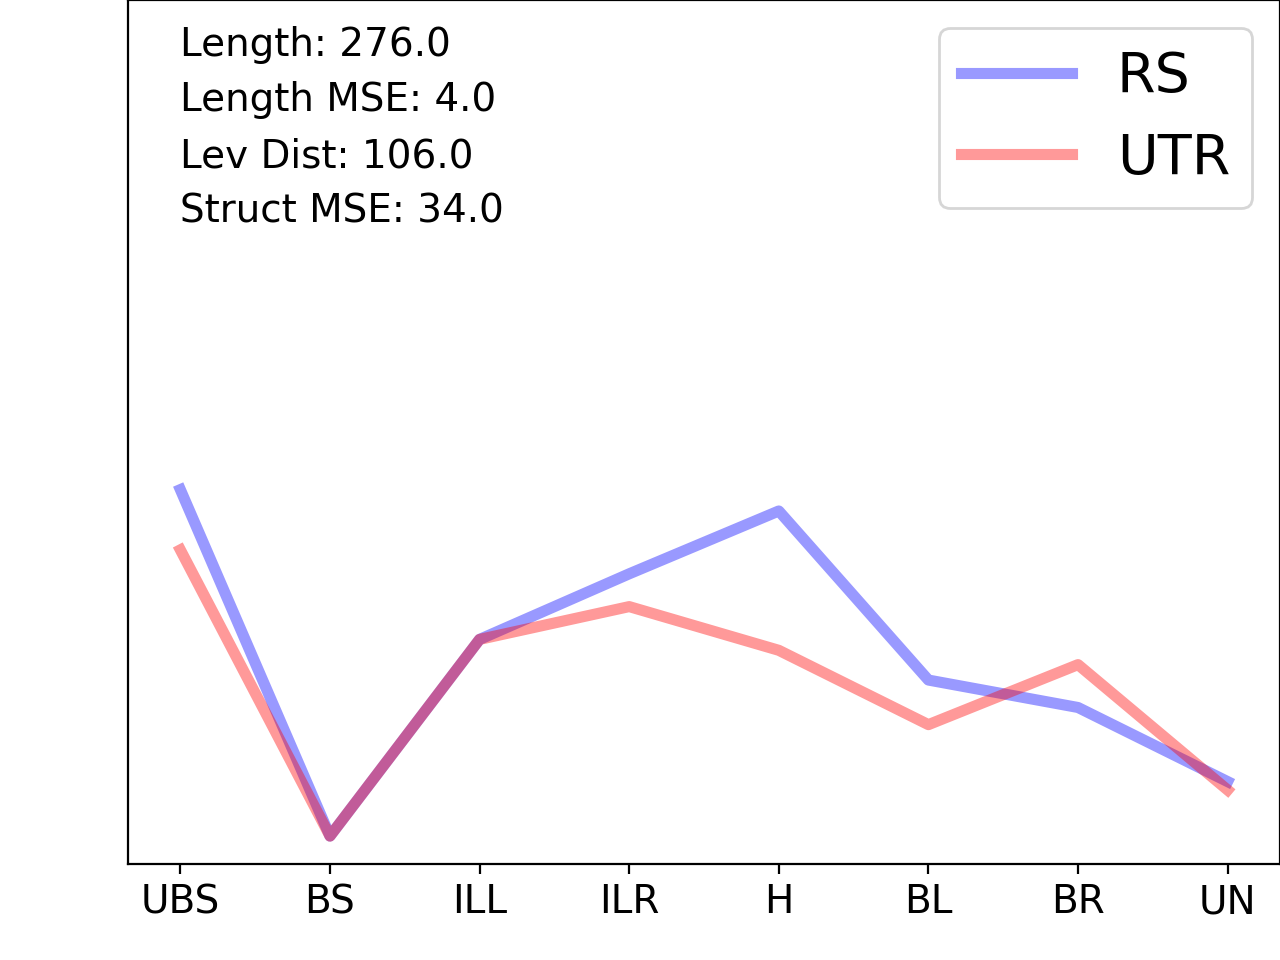 Length: 276.0
Length MSE: 4.0
Lev Dist: 106.0
Struct MSE: 34.0
RS
UTR
UBS BS ILL ILR H BL BR UN